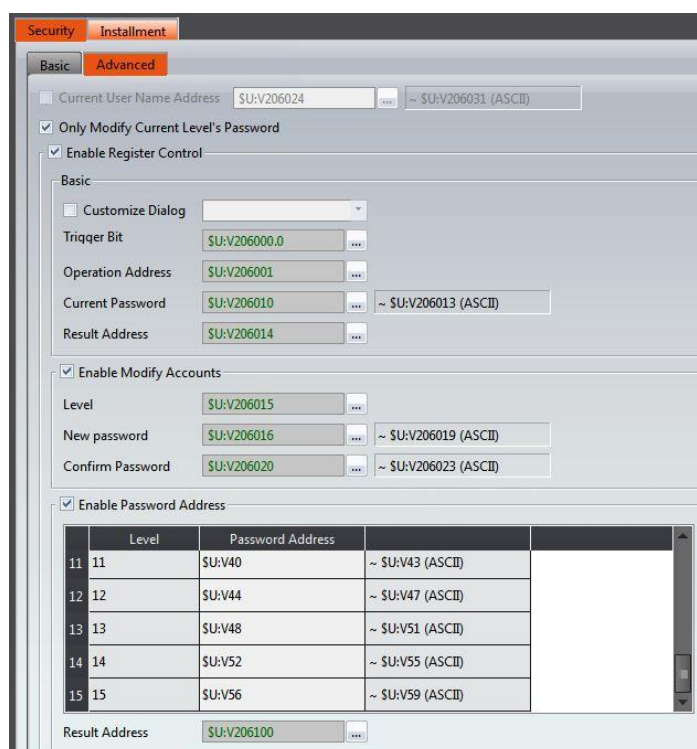 Security Installment
Basic Advanced
Current User Name Address $U:V206024 ... ~ $U:V206031 (ASCII)
Only Modify Current Level's Password
Enable Register Control
Basic
Customize Dialog
Trigger Bit $U:V206000.0 ...
Operation Address $U:V206001 ...
Current Password $U:V206010 ... ~ $U:V206013 (ASCII)
Result Address $U:V206014 ...
Enable Modify Accounts
Level $U:V206015 ...
New password $U:V206016 ... ~ $U:V206019 (ASCII)
Confirm Password $U:V206020 ... ~ $U:V206023 (ASCII)
Enable Password Address
Level Password Address
11 11 $U:V40 ~ $U:V43 (ASCII)
12 12 $U:V44 ~ $U:V47 (ASCII)
13 13 $U:V48 ~ $U:V51 (ASCII)
14 14 $U:V52 ~ $U:V55 (ASCII)
15 15 $U:V56 ~ $U:V59 (ASCII)
Result Address $U:V206100 ...